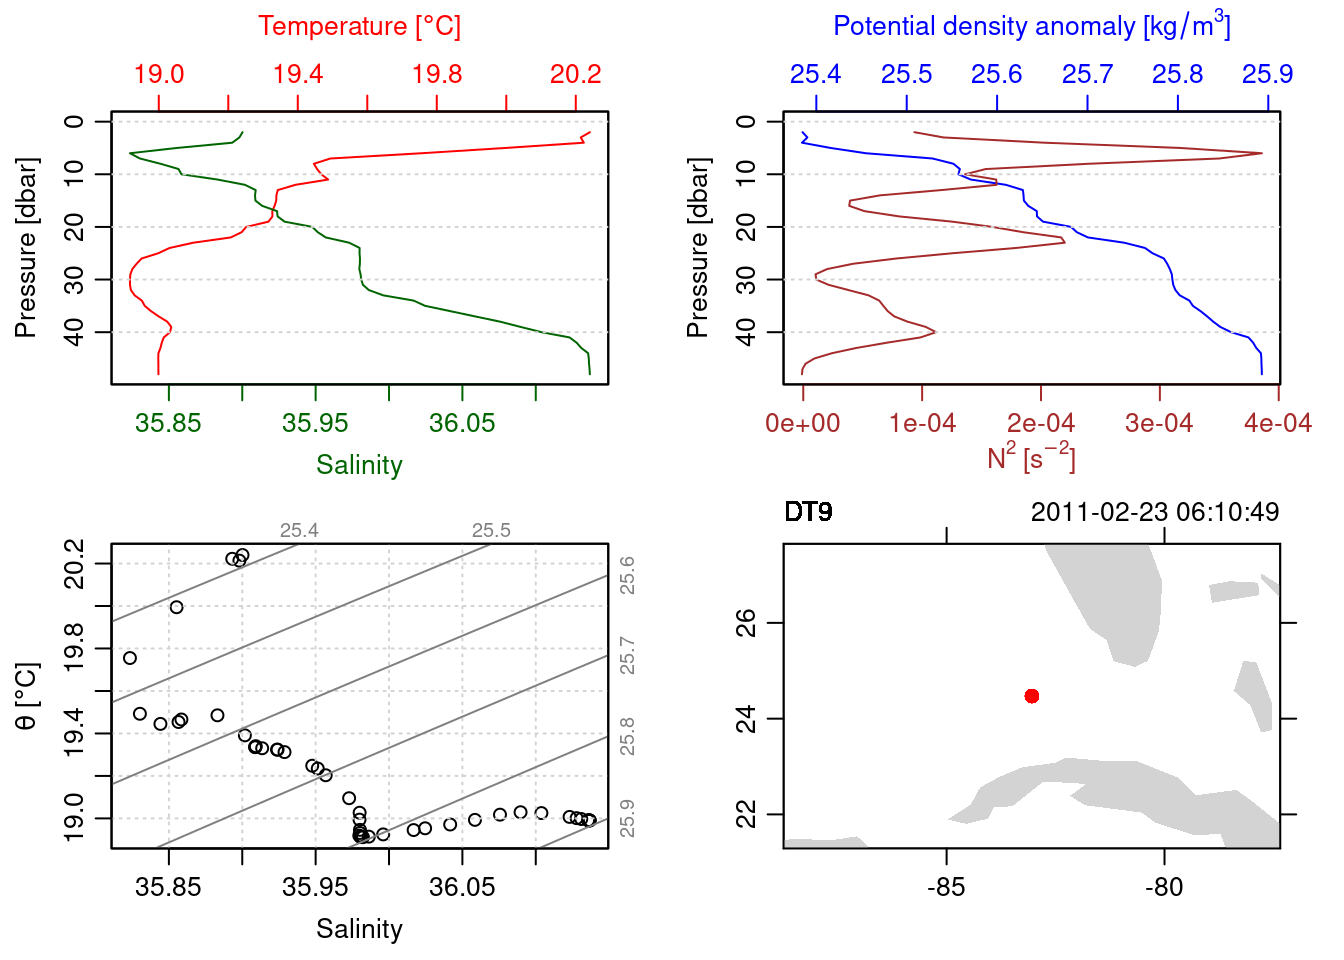 Temperature [°C]
19.0 19.4 19.8 20.2
Pressure [dbar]
0
10
20
30
40
35.85 35.95 36.05
Salinity
Potential density anomaly [kg/m³]
25.4 25.5 25.6 25.7 25.8 25.9
Pressure [dbar]
0
10
20
30
40
0e+00 1e-04 2e-04 3e-04 4e-04
N² [s⁻²]
25.4 25.5
25.6
25.7
25.8
25.9
θ [°C]
20.2
19.8
19.4
19.0
35.85 35.95 36.05
Salinity
DT9 2011-02-23 06:10:49
26
24
22
-85 -80